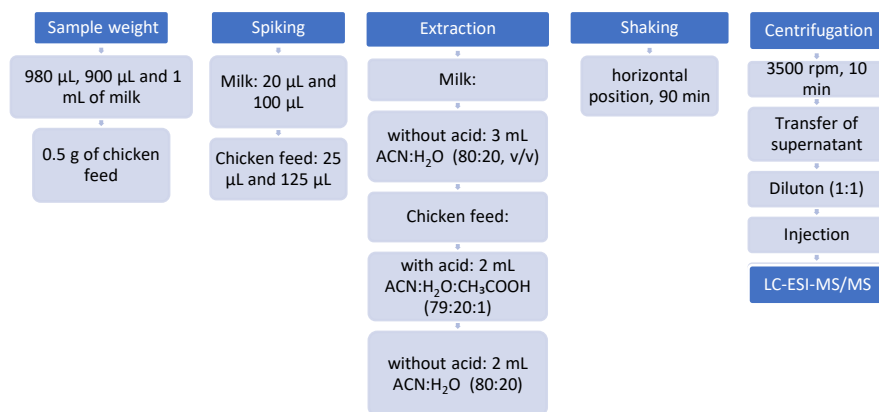 Sample weight
980 µL, 900 µL and 1
mL of milk
0.5 g of chicken
feed
Spiking
Milk: 20 µL and
100 µL
Chicken feed: 25
µL and 125 µL
Extraction
Milk:
without acid: 3 mL
ACN:H₂O (80:20, v/v)
Chicken feed:
with acid: 2 mL
ACN:H₂O:CH₃COOH
(79:20:1)
without acid: 2 mL
ACN:H₂O (80:20)
Shaking
horizontal
position, 90 min
Centrifugation
3500 rpm, 10
min
Transfer of
supernatant
Diluton (1:1)
Injection
LC-ESI-MS/MS